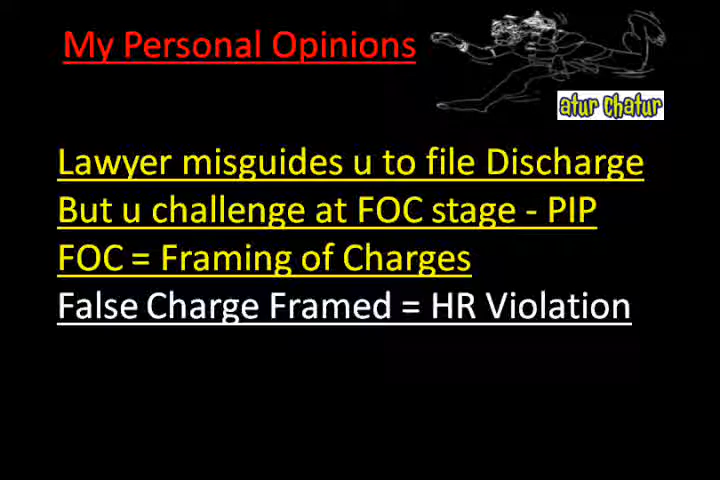 My Personal Opinions
atur chatur
Lawyer misguides u to file Discharge
But u challenge at FOC stage - PIP
FOC = Framing of Charges
False Charge Framed = HR Violation